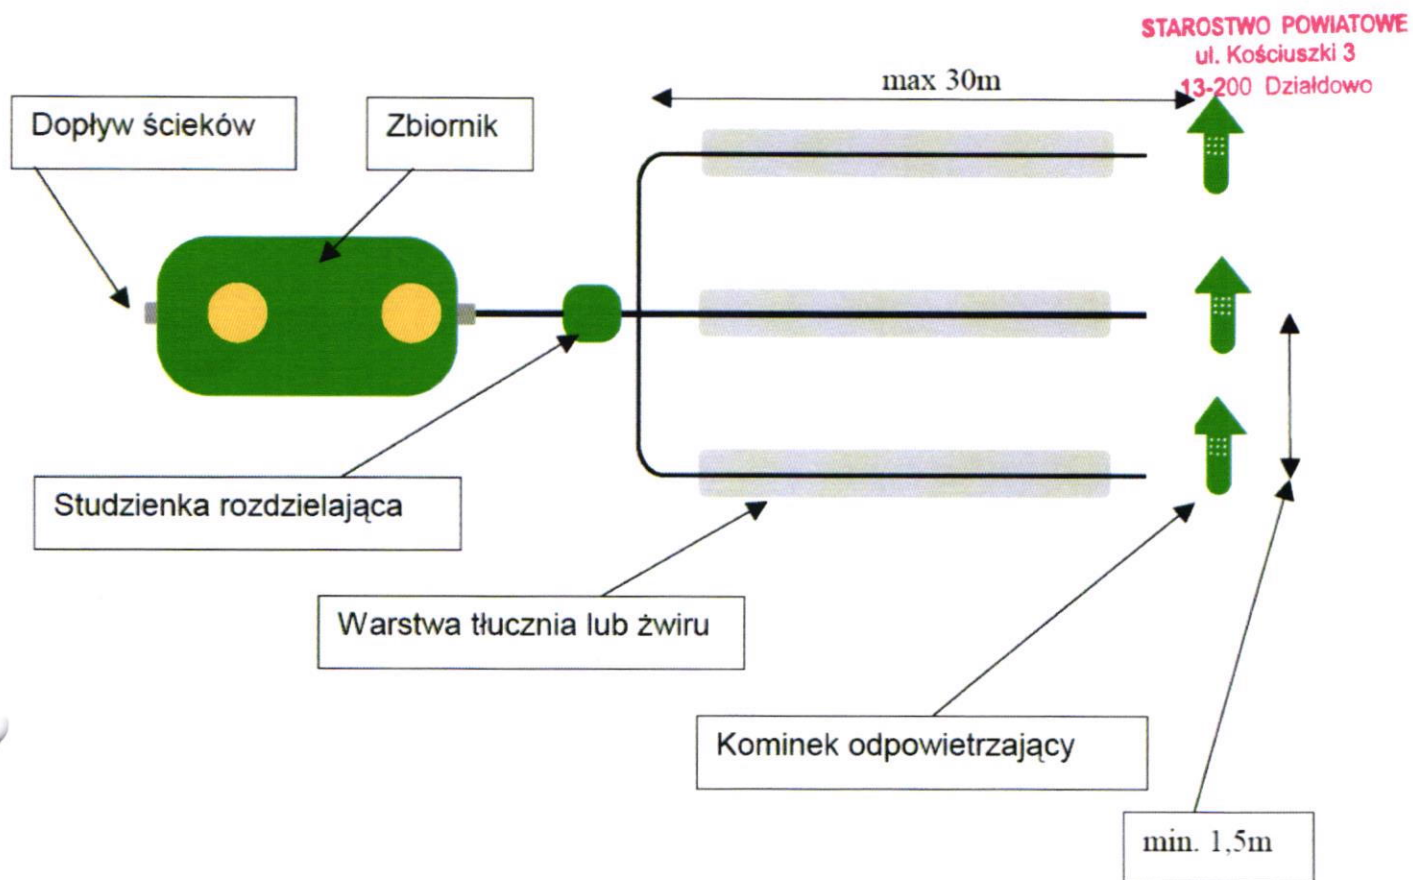 STAROSTWO POWIATOWE
ul. Kościuszki 3
13-200 Działdowo
max 30m
Dopływ ścieków
Zbiornik
Studzienka rozdzielająca
Warstwa tłucznia lub żwiru
Kominek odpowietrzający
min. 1,5m